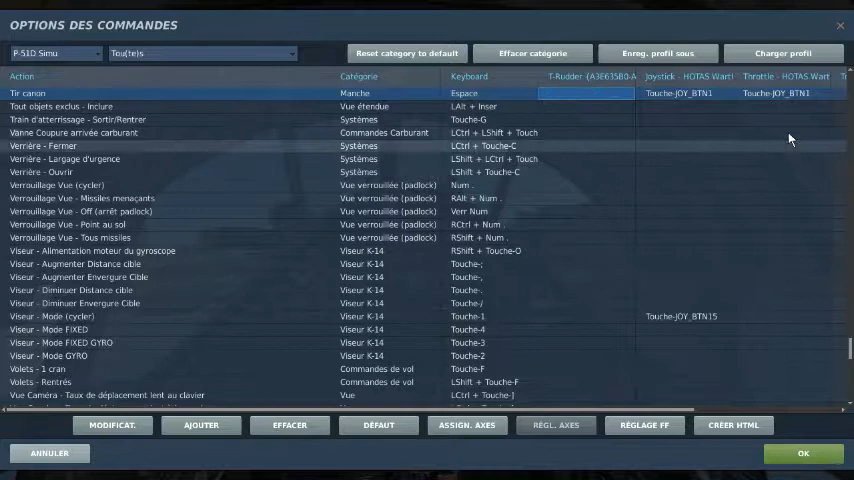 OPTIONS DES COMMANDES
P-51D Simu Tou(te)s Reset category to default Effacer catégorie Enreg. profil sous Charger profil
Action Catégorie Keyboard T-Rudder {A3E635B0-A Joystick - HOTAS Wart Throttle - HOTAS Wart
Tir canon Manche Espace Touche-JOY_BTN1 Touche-JOY_BTN1
Tout objets exclus - Inclure Vue étendue LAlt + Inser
Train d'atterrissage - Sortir/Rentrer Systèmes Touche-G
Vanne Coupure arrivée carburant Commandes Carburant LCtrl + LShift + Touch
Verrière - Fermer Systèmes LCtrl + Touche-C
Verrière - Largage d'urgence Systèmes LShift + LCtrl + Touch
Verrière - Ouvrir Systèmes LShift + Touche-C
Verrouillage Vue (cycler) Vue verrouillée (padlock) Num .
Verrouillage Vue - Missiles menaçants Vue verrouillée (padlock) RAlt + Num .
Verrouillage Vue - Off (arrêt padlock) Vue verrouillée (padlock) Verr Num
Verrouillage Vue - Point au sol Vue verrouillée (padlock) RCtrl + Num .
Verrouillage Vue - Tous missiles Vue verrouillée (padlock) RShift + Num .
Viseur - Alimentation moteur du gyroscope Viseur K-14 RShift + Touche-O
Viseur - Augmenter Distance cible Viseur K-14 Touche-;
Viseur - Augmenter Envergure Cible Viseur K-14 Touche-,
Viseur - Diminuer Distance cible Viseur K-14 Touche-.
Viseur - Diminuer Envergure Cible Viseur K-14 Touche-/
Viseur - Mode (cycler) Viseur K-14 Touche-1 Touche-JOY_BTN15
Viseur - Mode FIXED Viseur K-14 Touche-4
Viseur - Mode FIXED GYRO Viseur K-14 Touche-3
Viseur - Mode GYRO Viseur K-14 Touche-2
Volets - 1 cran Commandes de vol Touche-F
Volets - Rentrés Commandes de vol LShift + Touche-F
Vue Caméra - Taux de déplacement lent au clavier Vue LCtrl + Touche-]
MODIFICAT. AJOUTER EFFACER DÉFAUT ASSIGN. AXES RÉGL. AXES RÉGLAGE FF CRÉER HTML
ANNULER OK